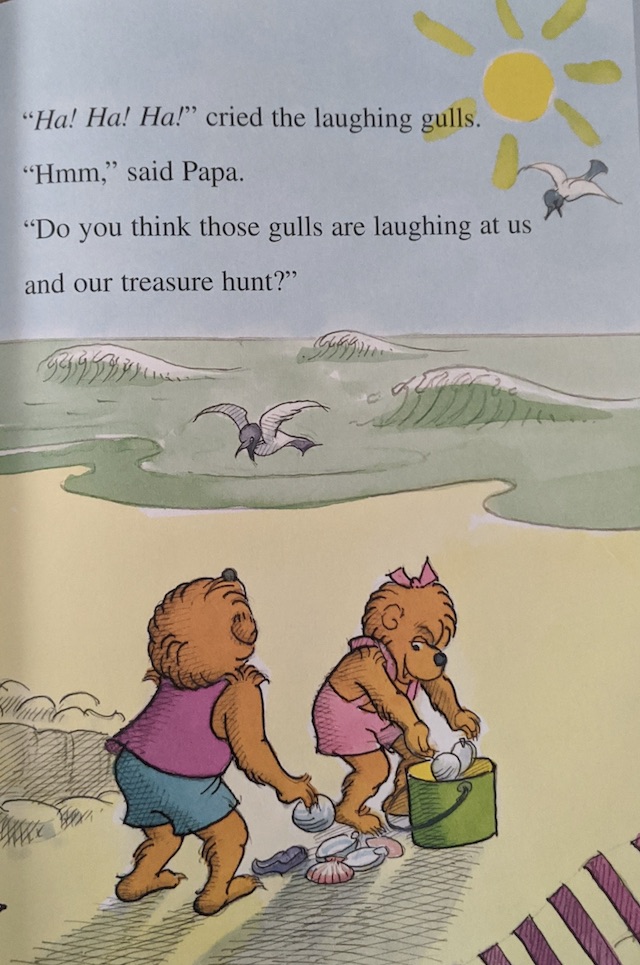 “Ha! Ha! Ha!” cried the laughing gulls.
“Hmm,” said Papa.
“Do you think those gulls are laughing at us
and our treasure hunt?”